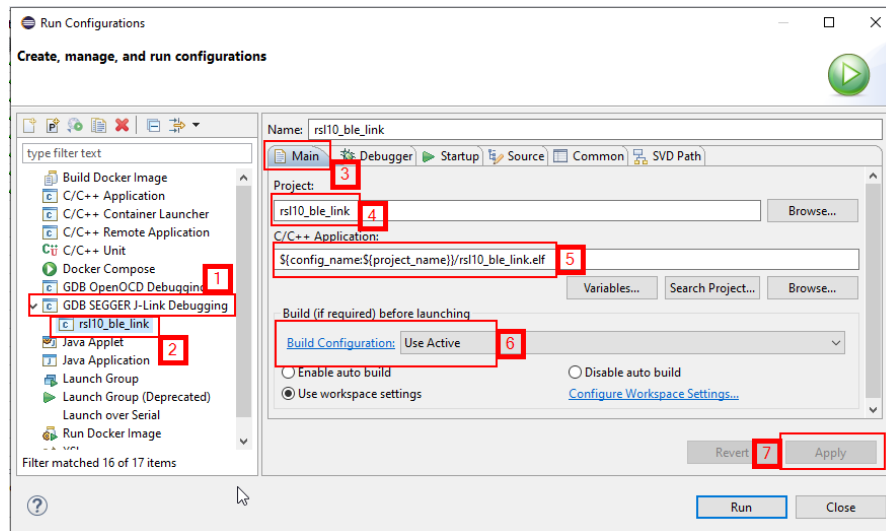 Run Configurations
Create, manage, and run configurations
type filter text
Build Docker Image
C/C++ Application
C/C++ Container Launcher
C/C++ Remote Application
C/C++ Unit
Docker Compose
1
GDB OpenOCD Debugging
GDB SEGGER J-Link Debugging
rsl10_ble_link
2
Java Applet
Java Application
Launch Group
Launch Group (Deprecated)
Launch over Serial
Run Docker Image
Filter matched 16 of 17 items
Name: rsl10_ble_link
Main Debugger Startup Source Common SVD Path
3
Project:
rsl10_ble_link 4 Browse...
C/C++ Application:
${config_name:${project_name}}/rsl10_ble_link.elf 5
Variables... Search Project... Browse...
Build (if required) before launching
Build Configuration: Use Active 6
Enable auto build Disable auto build
Use workspace settings Configure Workspace Settings...
Revert 7 Apply
Run Close